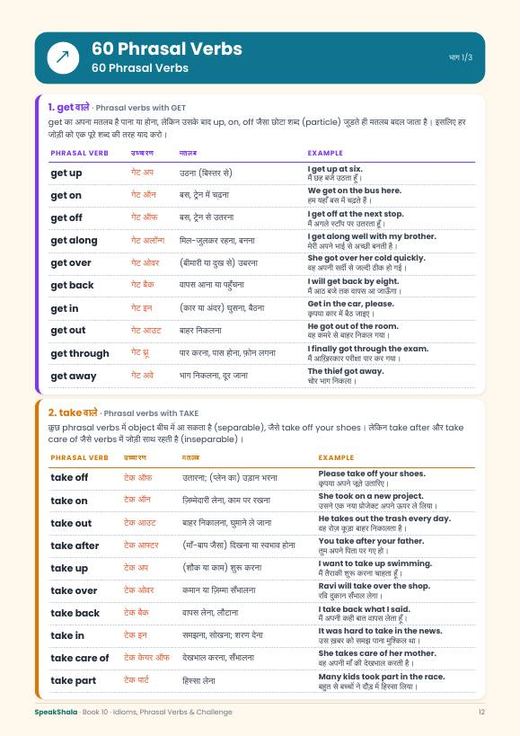 60 Phrasal Verbs
60 Phrasal Verbs
भाग 1/3
1. get वाले · Phrasal verbs with GET
get का अपना मतलब है पाना या होना, लेकिन उसके बाद up, on, off जैसा छोटा शब्द (particle) जुड़ते ही मतलब बदल जाता है। इसलिए हर
जोड़ी को एक पूरे शब्द की तरह याद करो।
PHRASAL VERB उच्चारण मतलब EXAMPLE
get up गेट अप उठना (बिस्तर से) I get up at six.
मैं छह बजे उठता हूँ।
get on गेट ऑन बस, ट्रेन में चढ़ना We get on the bus here.
हम यहाँ बस में चढ़ते हैं।
get off गेट ऑफ बस, ट्रेन से उतरना I get off at the next stop.
मैं अगले स्टॉप पर उतरता हूँ।
get along गेट अलॉन्ग मिल-जुलकर रहना, बनना I get along well with my brother.
मेरी अपने भाई से अच्छी बनती है।
get over गेट ओवर (बीमारी या दुख से) उबरना She got over her cold quickly.
वह अपनी सर्दी से जल्दी ठीक हो गई।
get back गेट बैक वापस आना या पहुँचना I will get back by eight.
मैं आठ बजे तक वापस आ जाऊँगा।
get in गेट इन (कार या अंदर) घुसना, बैठना Get in the car, please.
कृपया कार में बैठ जाइए।
get out गेट आउट बाहर निकलना He got out of the room.
वह कमरे से बाहर निकल गया।
get through गेट थ्रू पार करना, पास होना, फ़ोन लगना I finally got through the exam.
मैं आख़िरकार परीक्षा पार कर गया।
get away गेट अवे भाग निकलना, दूर जाना The thief got away.
चोर भाग निकला।
2. take वाले · Phrasal verbs with TAKE
कुछ phrasal verbs में object बीच में आ सकता है (separable), जैसे take off your shoes। लेकिन take after और take
care of जैसे verbs में जोड़ी साथ रहती है (inseparable)।
PHRASAL VERB उच्चारण मतलब EXAMPLE
take off टेक ऑफ उतारना; (प्लेन का) उड़ान भरना Please take off your shoes.
कृपया अपने जूते उतारिए।
take on टेक ऑन ज़िम्मेदारी लेना, काम पर रखना She took on a new project.
उसने एक नया प्रोजेक्ट अपने ऊपर ले लिया।
take out टेक आउट बाहर निकालना, घुमाने ले जाना He takes out the trash every day.
वह रोज़ कूड़ा बाहर निकालता है।
take after टेक आफ्टर (माँ-बाप जैसा) दिखना या स्वभाव होना You take after your father.
तुम अपने पिता पर गए हो।
take up टेक अप (शौक या काम) शुरू करना I want to take up swimming.
मैं तैराकी शुरू करना चाहता हूँ।
take over टेक ओवर कमान या ज़िम्मा सँभालना Ravi will take over the shop.
रवि दुकान सँभाल लेगा।
take back टेक बैक वापस लेना, लौटाना I take back what I said.
मैं अपनी कही बात वापस लेता हूँ।
take in टेक इन समझना, सोखना; शरण देना It was hard to take in the news.
उस ख़बर को समझ पाना मुश्किल था।
take care of टेक केयर ऑफ देखभाल करना, सँभालना She takes care of her mother.
वह अपनी माँ की देखभाल करती है।
take part टेक पार्ट हिस्सा लेना Many kids took part in the race.
बहुत से बच्चों ने दौड़ में हिस्सा लिया।
SpeakShala · Book 10 · Idioms, Phrasal Verbs & Challenge 12